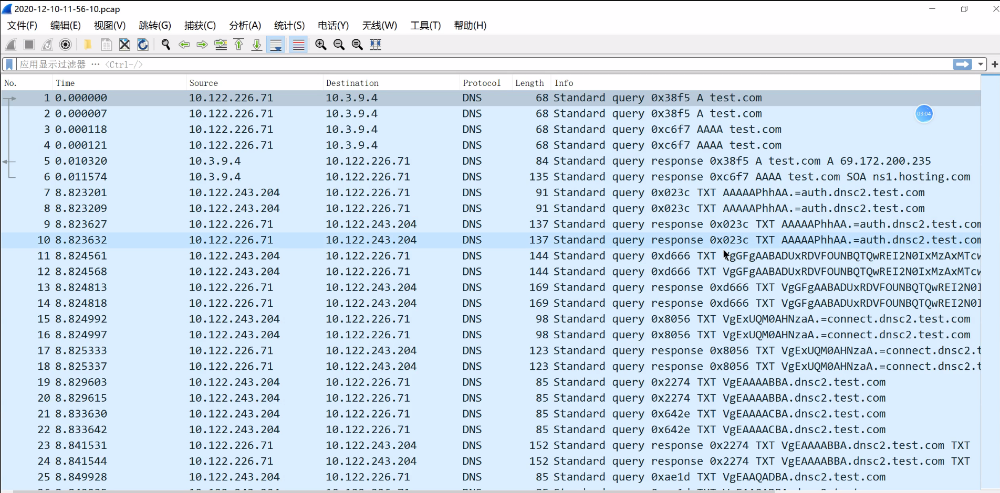 2020-12-10-11-56-10.pcap
文件(F) 编辑(E) 视图(V) 跳转(G) 捕获(C) 分析(A) 统计(S) 电话(Y) 无线(W) 工具(T) 帮助(H)
应用显示过滤器 … <Ctrl-/>
No. Time Source Destination Protocol Length Info
1 0.000000 10.122.226.71 10.3.9.4 DNS 68 Standard query 0x38f5 A test.com
2 0.000007 10.122.226.71 10.3.9.4 DNS 68 Standard query 0x38f5 A test.com
03:04
3 0.000118 10.122.226.71 10.3.9.4 DNS 68 Standard query 0xc6f7 AAAA test.com
4 0.000121 10.122.226.71 10.3.9.4 DNS 68 Standard query 0xc6f7 AAAA test.com
5 0.010320 10.3.9.4 10.122.226.71 DNS 84 Standard query response 0x38f5 A test.com A 69.172.200.235
6 0.011574 10.3.9.4 10.122.226.71 DNS 135 Standard query response 0xc6f7 AAAA test.com SOA ns1.hosting.com
7 8.823201 10.122.243.204 10.122.226.71 DNS 91 Standard query 0x023c TXT AAAAAPhhAA.=auth.dnsc2.test.com
8 8.823209 10.122.243.204 10.122.226.71 DNS 91 Standard query 0x023c TXT AAAAAPhhAA.=auth.dnsc2.test.com
9 8.823627 10.122.226.71 10.122.243.204 DNS 137 Standard query response 0x023c TXT AAAAAPhhAA.=auth.dnsc2.test.com
10 8.823632 10.122.226.71 10.122.243.204 DNS 137 Standard query response 0x023c TXT AAAAAPhhAA.=auth.dnsc2.test.com
11 8.824561 10.122.243.204 10.122.226.71 DNS 144 Standard query 0xd666 TXT VgGFgAABADUxRDVFOUNBQTQwREI2N0IxMzAxMTcw
12 8.824568 10.122.243.204 10.122.226.71 DNS 144 Standard query 0xd666 TXT VgGFgAABADUxRDVFOUNBQTQwREI2N0IxMzAxMTcw
13 8.824813 10.122.226.71 10.122.243.204 DNS 169 Standard query response 0xd666 TXT VgGFgAABADUxRDVFOUNBQTQwREI2N0I
14 8.824818 10.122.226.71 10.122.243.204 DNS 169 Standard query response 0xd666 TXT VgGFgAABADUxRDVFOUNBQTQwREI2N0I
15 8.824992 10.122.243.204 10.122.226.71 DNS 98 Standard query 0x8056 TXT VgExUQM0AHNzaA.=connect.dnsc2.test.com
16 8.824997 10.122.243.204 10.122.226.71 DNS 98 Standard query 0x8056 TXT VgExUQM0AHNzaA.=connect.dnsc2.test.com
17 8.825333 10.122.226.71 10.122.243.204 DNS 123 Standard query response 0x8056 TXT VgExUQM0AHNzaA.=connect.dnsc2.t
18 8.825337 10.122.226.71 10.122.243.204 DNS 123 Standard query response 0x8056 TXT VgExUQM0AHNzaA.=connect.dnsc2.t
19 8.829603 10.122.243.204 10.122.226.71 DNS 85 Standard query 0x2274 TXT VgEAAAABBA.dnsc2.test.com
20 8.829615 10.122.243.204 10.122.226.71 DNS 85 Standard query 0x2274 TXT VgEAAAABBA.dnsc2.test.com
21 8.833630 10.122.243.204 10.122.226.71 DNS 85 Standard query 0x642e TXT VgEAAAACBA.dnsc2.test.com
22 8.833642 10.122.243.204 10.122.226.71 DNS 85 Standard query 0x642e TXT VgEAAAACBA.dnsc2.test.com
23 8.841531 10.122.226.71 10.122.243.204 DNS 152 Standard query response 0x2274 TXT VgEAAAABBA.dnsc2.test.com TXT
24 8.841544 10.122.226.71 10.122.243.204 DNS 152 Standard query response 0x2274 TXT VgEAAAABBA.dnsc2.test.com TXT
25 8.849928 10.122.243.204 10.122.226.71 DNS 85 Standard query 0xae1d TXT VgEAAQADBA.dnsc2.test.com